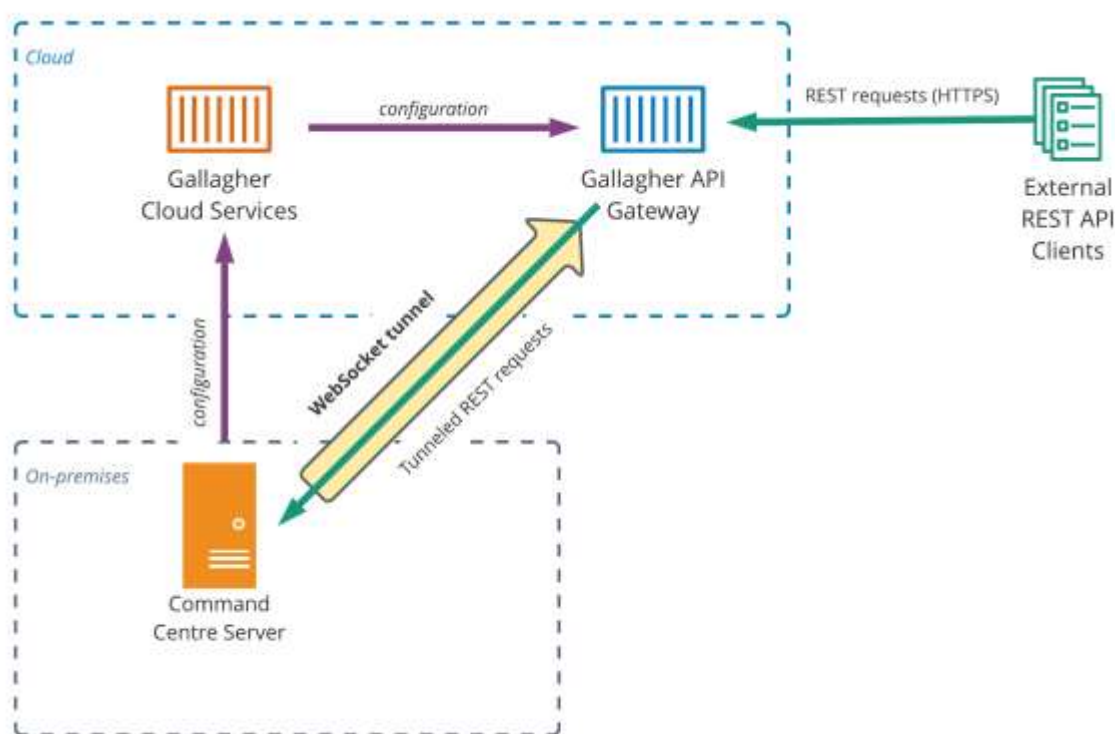 Cloud
configuration
REST requests (HTTPS)
Gallagher
Cloud Services
Gallagher API
Gateway
External
REST API
Clients
configuration
WebSocket tunnel
Tunneled REST requests
On-premises
Command
Centre Server